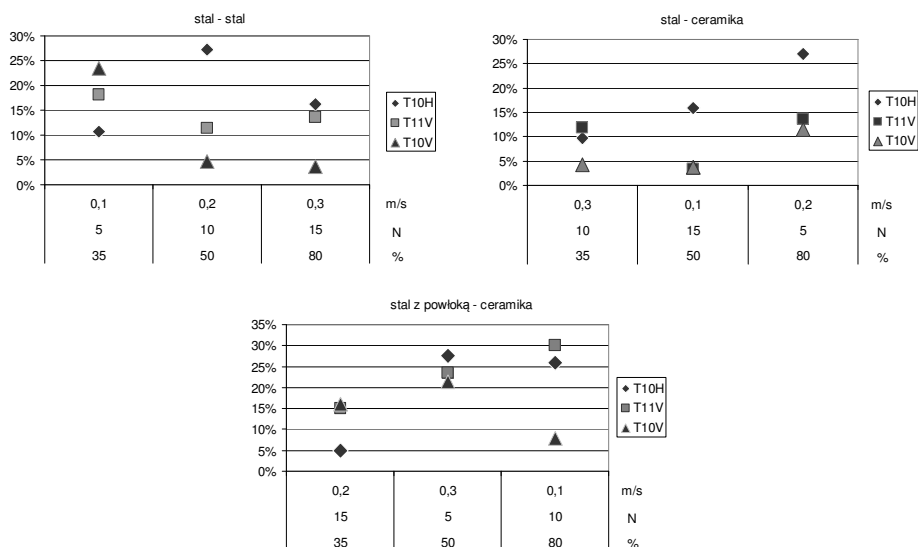 stal - stal
30%
25%
20%
15%
10%
5%
0%
T10H
T11V
T10V
0,1 0,2 0,3 m/s
5 10 15 N
35 50 80 %
stal - ceramika
30%
25%
20%
15%
10%
5%
0%
T10H
T11V
T10V
0,3 0,1 0,2 m/s
10 15 5 N
35 50 80 %
stal z powłoką - ceramika
35%
30%
25%
20%
15%
10%
5%
0%
T10H
T11V
T10V
0,2 0,3 0,1 m/s
15 5 10 N
35 50 80 %